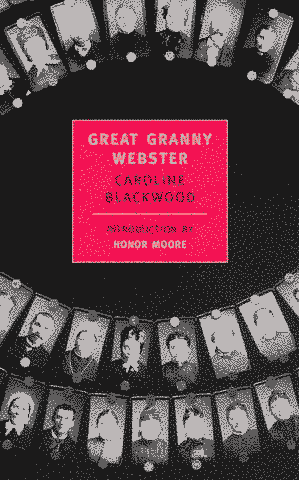 GREAT GRANNY
WEBSTER
CAROLINE
BLACKWOOD
INTRODUCTION BY
HONOR MOORE